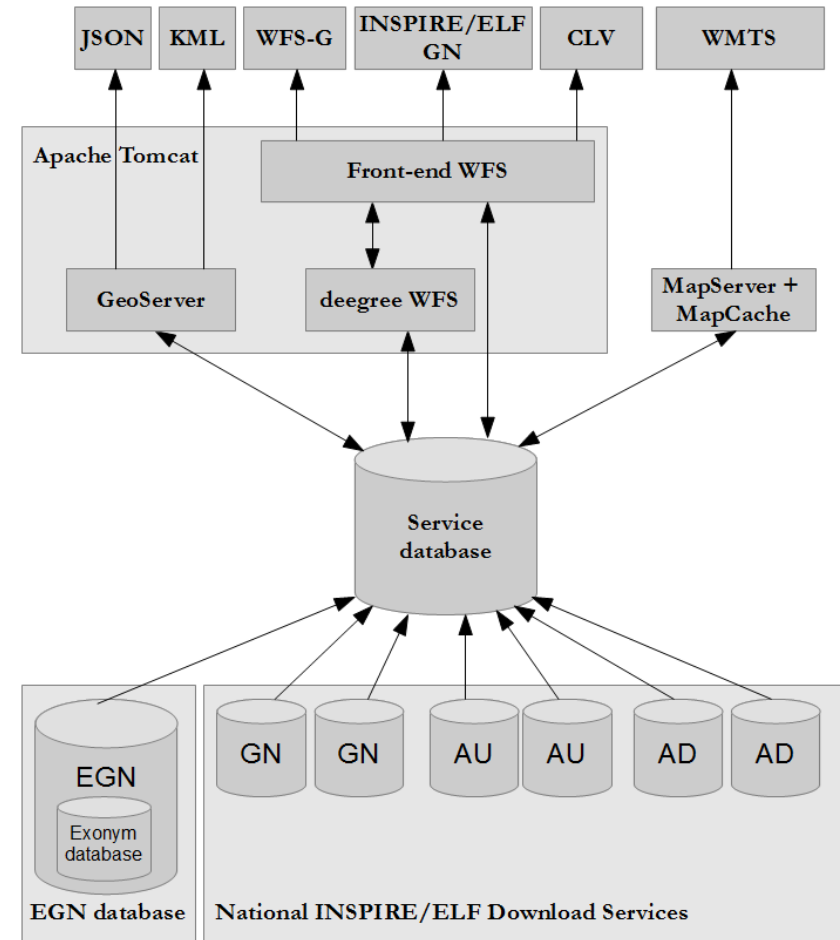 JSON
KML
WFS-G
INSPIRE/ELF
GN
CLV
WMTS
Apache Tomcat
Front-end WFS
GeoServer
deegree WFS
MapServer +
MapCache
Service
database
EGN
Exonym
database
EGN database
GN
GN
AU
AU
AD
AD
National INSPIRE/ELF Download Services